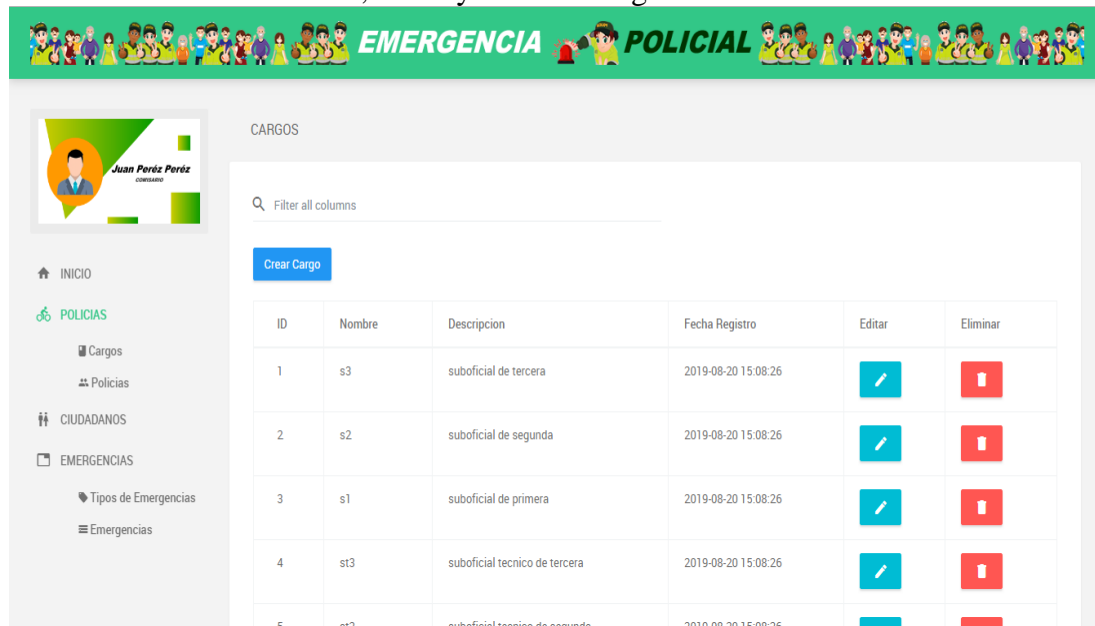 EMERGENCIA POLICIAL
Juan Peréz Peréz
COMISARIO
INICIO
POLICIAS
Cargos
Policias
CIUDADANOS
EMERGENCIAS
Tipos de Emergencias
Emergencias
CARGOS
Filter all columns
Crear Cargo
ID Nombre Descripcion Fecha Registro Editar Eliminar
1 s3 suboficial de tercera 2019-08-20 15:08:26
2 s2 suboficial de segunda 2019-08-20 15:08:26
3 s1 suboficial de primera 2019-08-20 15:08:26
4 st3 suboficial tecnico de tercera 2019-08-20 15:08:26